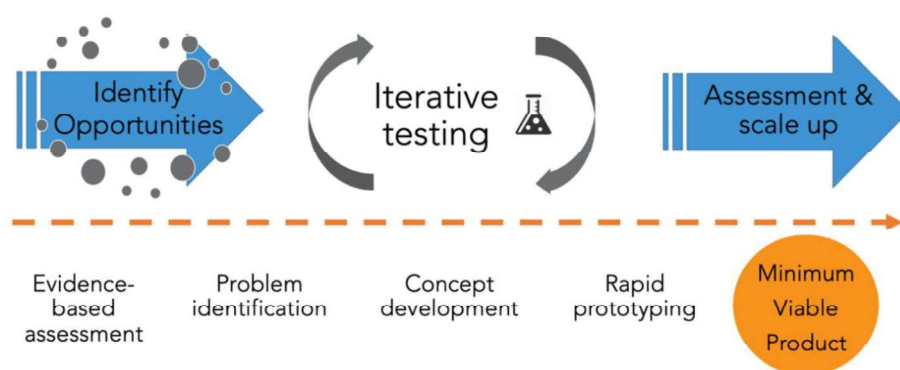 Identify
Opportunities
Iterative
testing
Assessment &
scale up
Evidence-
based
assessment
Problem
identification
Concept
development
Rapid
prototyping
Minimum
Viable
Product